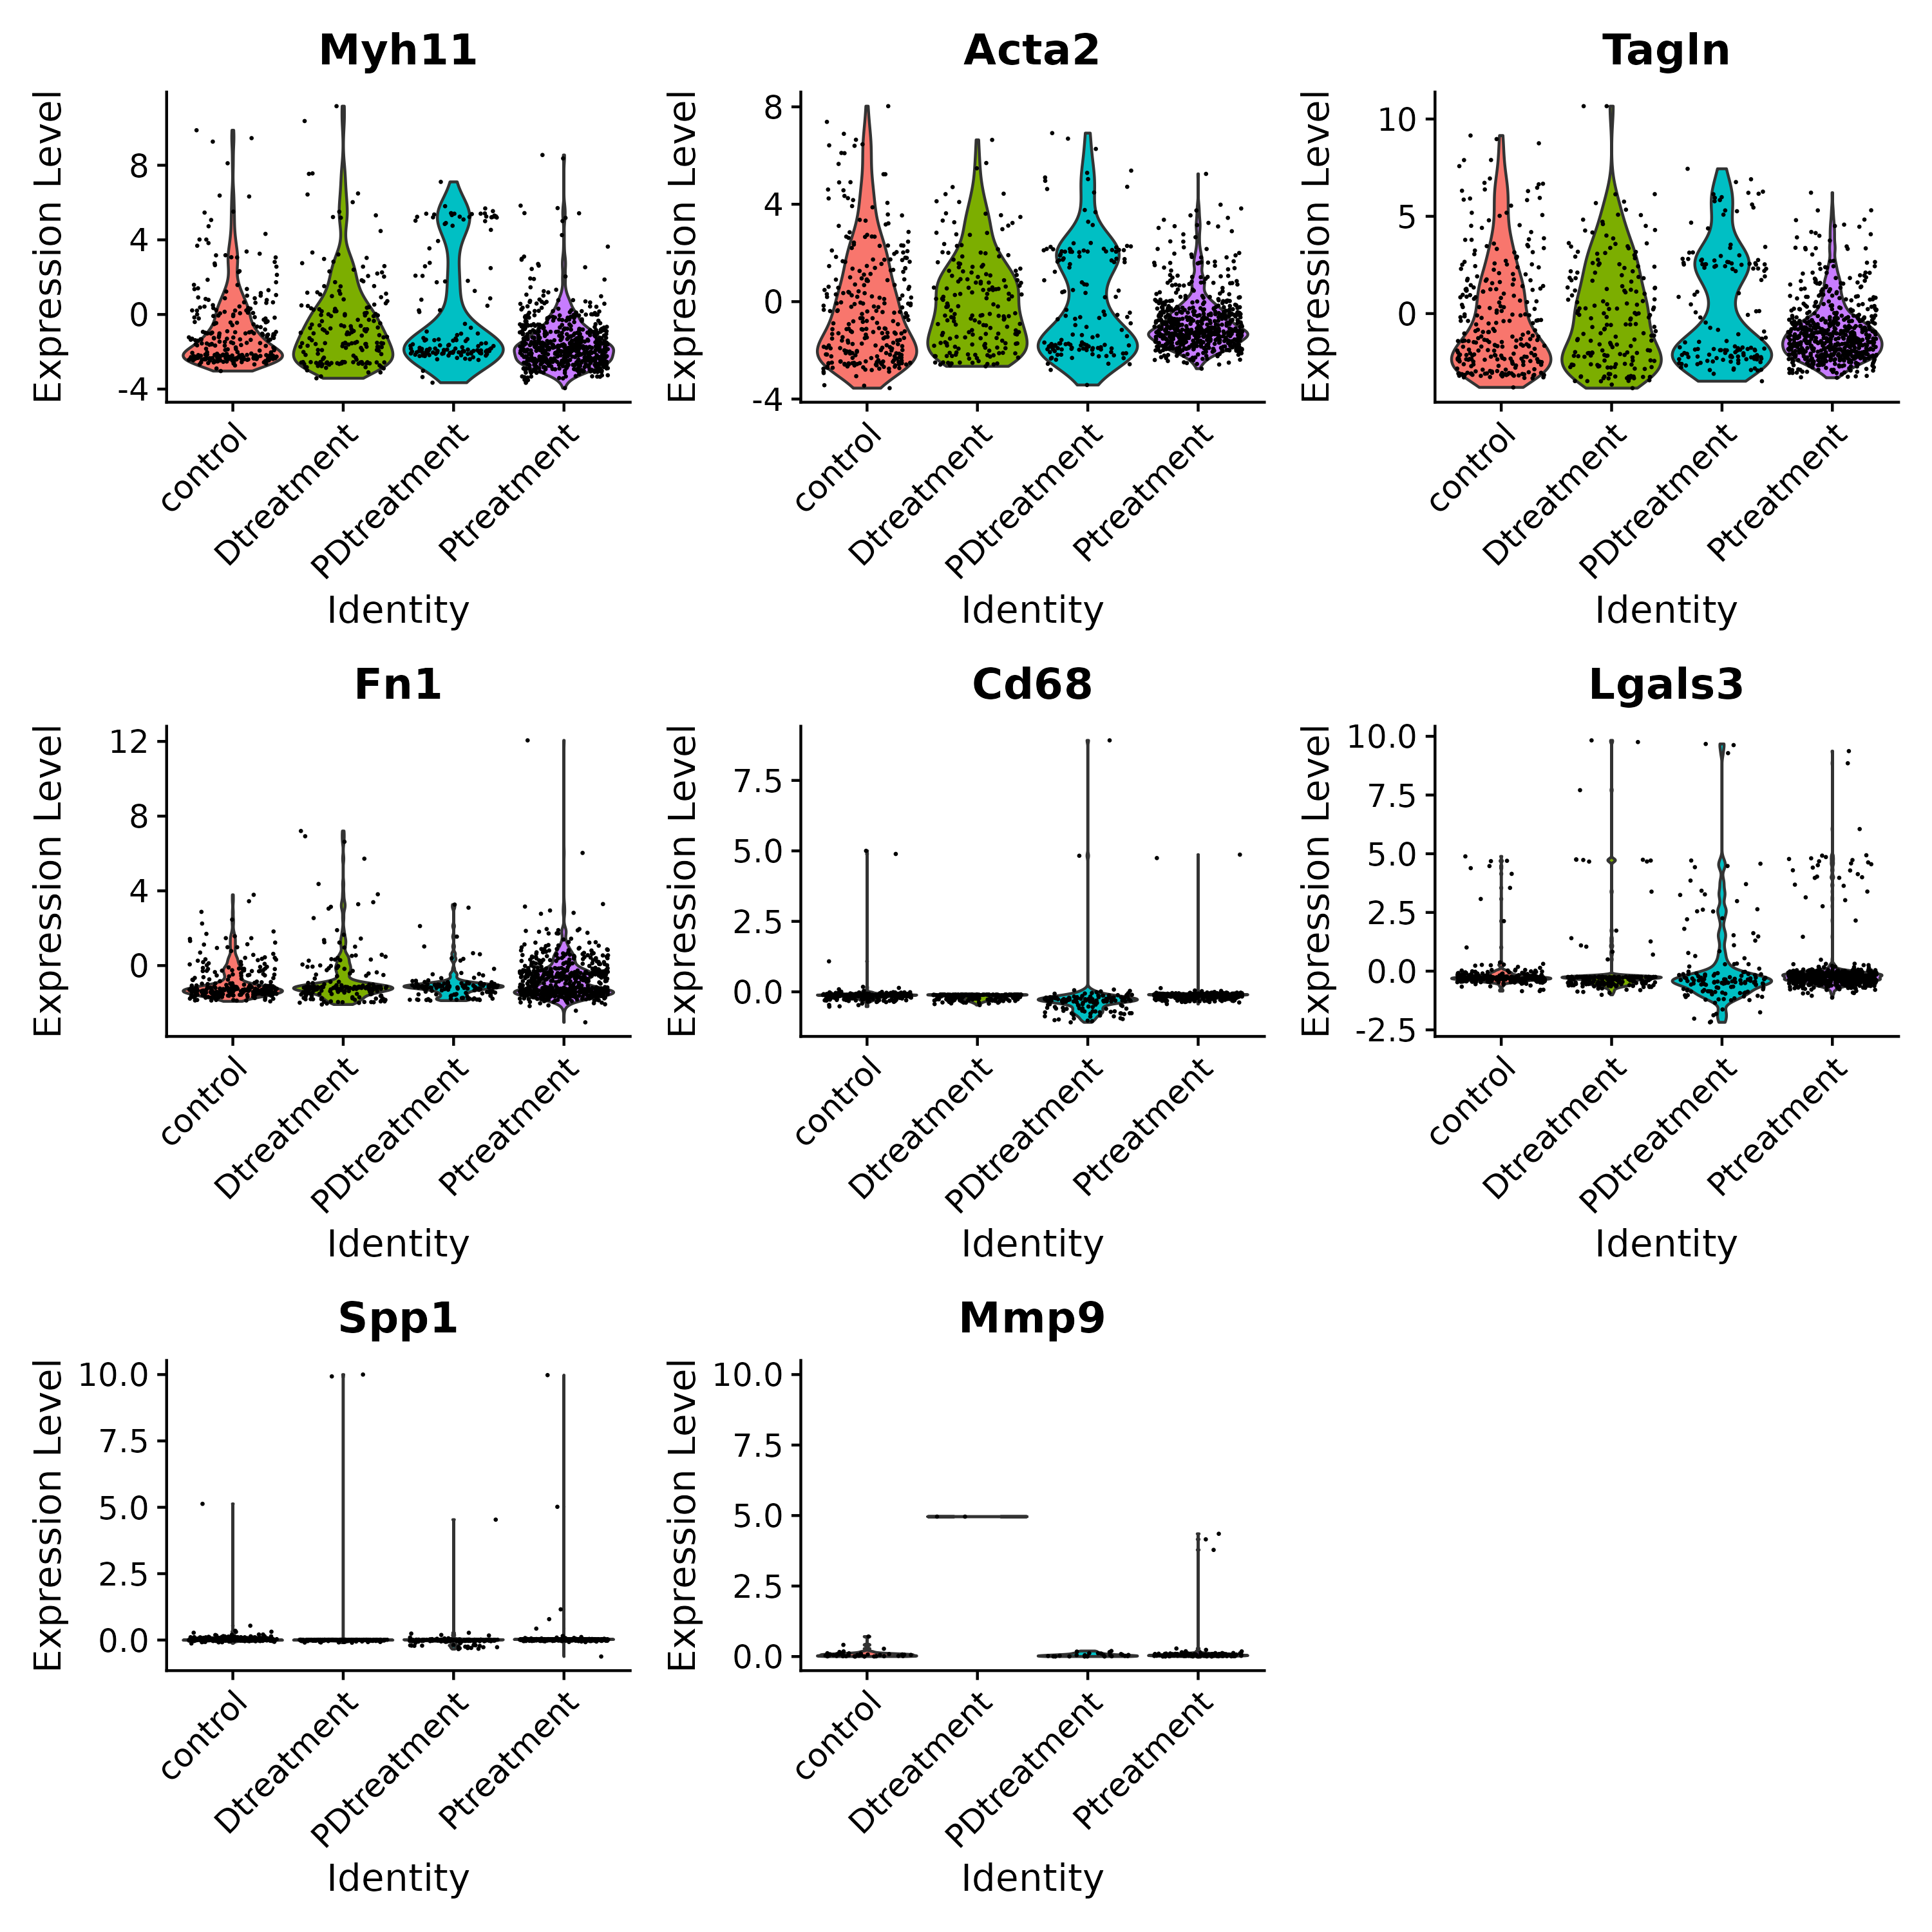 Myh11
Acta2
Tagln
Expression Level
8
4
0
-4
Expression Level
8
4
0
-4
Expression Level
10
5
0
control
Dtreatment
PDtreatment
Ptreatment
control
Dtreatment
PDtreatment
Ptreatment
control
Dtreatment
PDtreatment
Ptreatment
Identity
Identity
Identity
Fn1
Cd68
Lgals3
Expression Level
12
8
4
0
Expression Level
7.5
5.0
2.5
0.0
Expression Level
10.0
7.5
5.0
2.5
0.0
-2.5
control
Dtreatment
PDtreatment
Ptreatment
control
Dtreatment
PDtreatment
Ptreatment
control
Dtreatment
PDtreatment
Ptreatment
Identity
Identity
Identity
Spp1
Mmp9
Expression Level
10.0
7.5
5.0
2.5
0.0
Expression Level
10.0
7.5
5.0
2.5
0.0
control
Dtreatment
PDtreatment
Ptreatment
control
Dtreatment
PDtreatment
Ptreatment
Identity
Identity